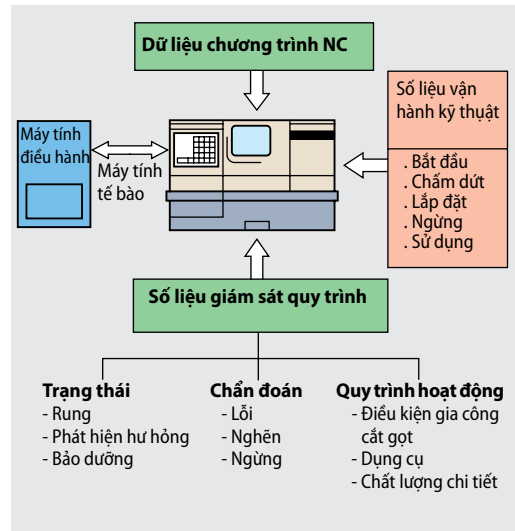 Dữ liệu chương trình NC
Số liệu vận
hành kỹ thuật
. Bắt đầu
. Chấm dứt
. Lắp đặt
. Ngừng
. Sử dụng
Máy tính
điều hành
Máy tính
tế bào
Số liệu giám sát quy trình
Trạng thái
- Rung
- Phát hiện hư hỏng
- Bảo dưỡng
Chẩn đoán
- Lỗi
- Nghẽn
- Ngừng
Quy trình hoạt động
- Điều kiện gia công
cắt gọt
- Dụng cụ
- Chất lượng chi tiết